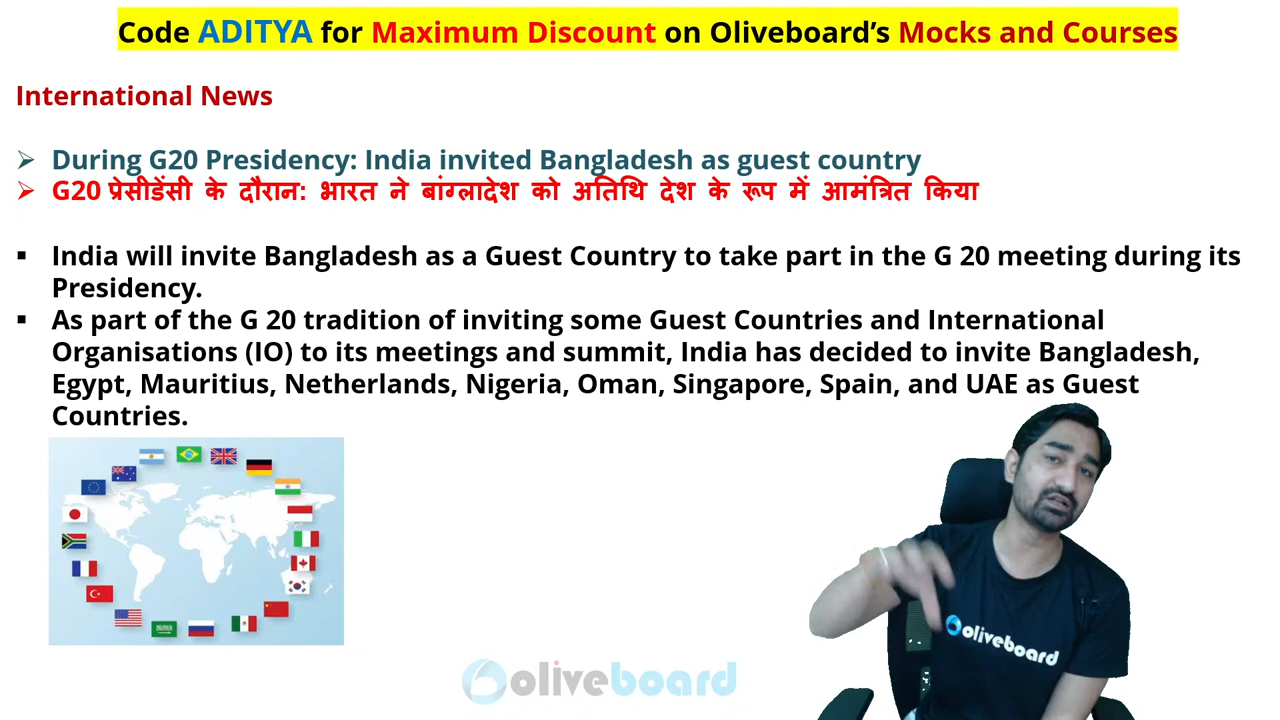 Code ADITYA for Maximum Discount on Oliveboard’s Mocks and Courses
International News
During G20 Presidency: India invited Bangladesh as guest country
G20 प्रेसीडेंसी के दौरान: भारत ने बांग्लादेश को अतिथि देश के रूप में आमंत्रित किया
India will invite Bangladesh as a Guest Country to take part in the G 20 meeting during its
Presidency.
As part of the G 20 tradition of inviting some Guest Countries and International
Organisations (IO) to its meetings and summit, India has decided to invite Bangladesh,
Egypt, Mauritius, Netherlands, Nigeria, Oman, Singapore, Spain, and UAE as Guest
Countries.
oliveboard
oliveboard